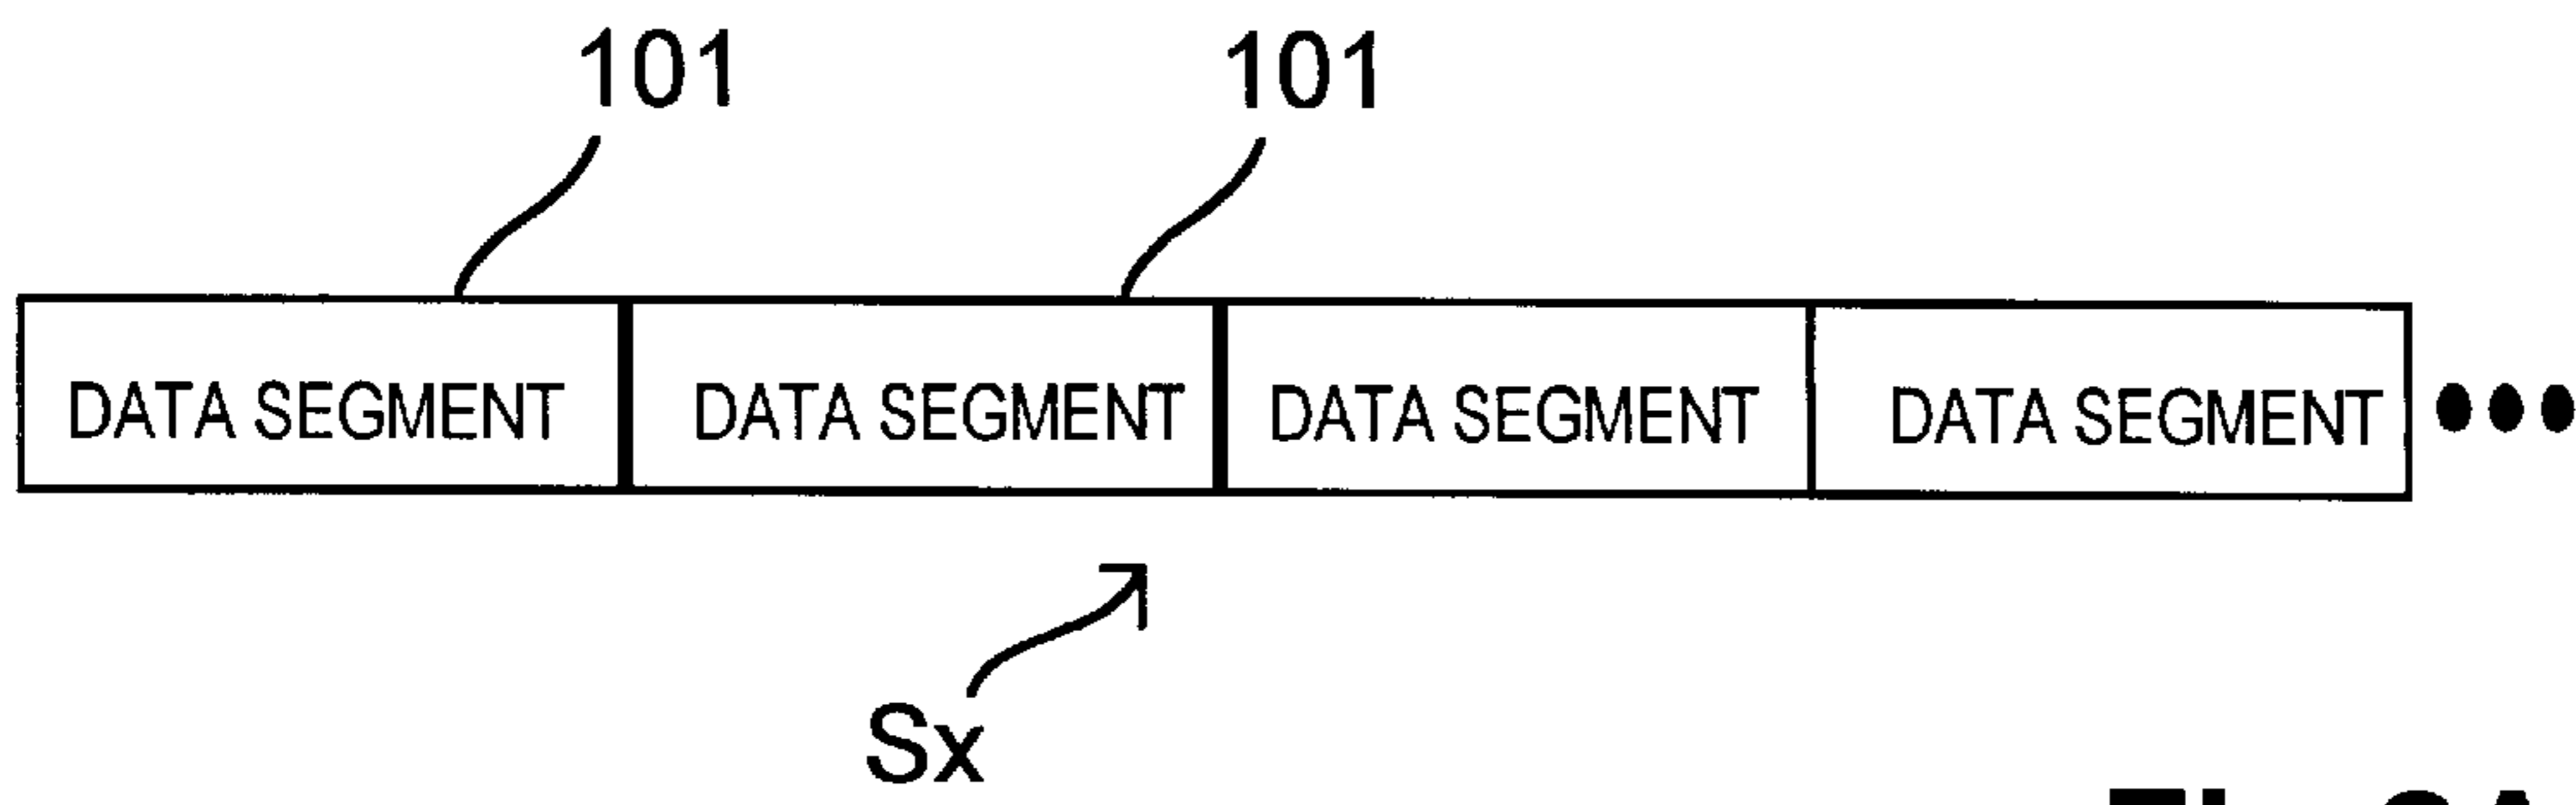 101 101
DATA SEGMENT DATA SEGMENT DATA SEGMENT DATA SEGMENT
Sx